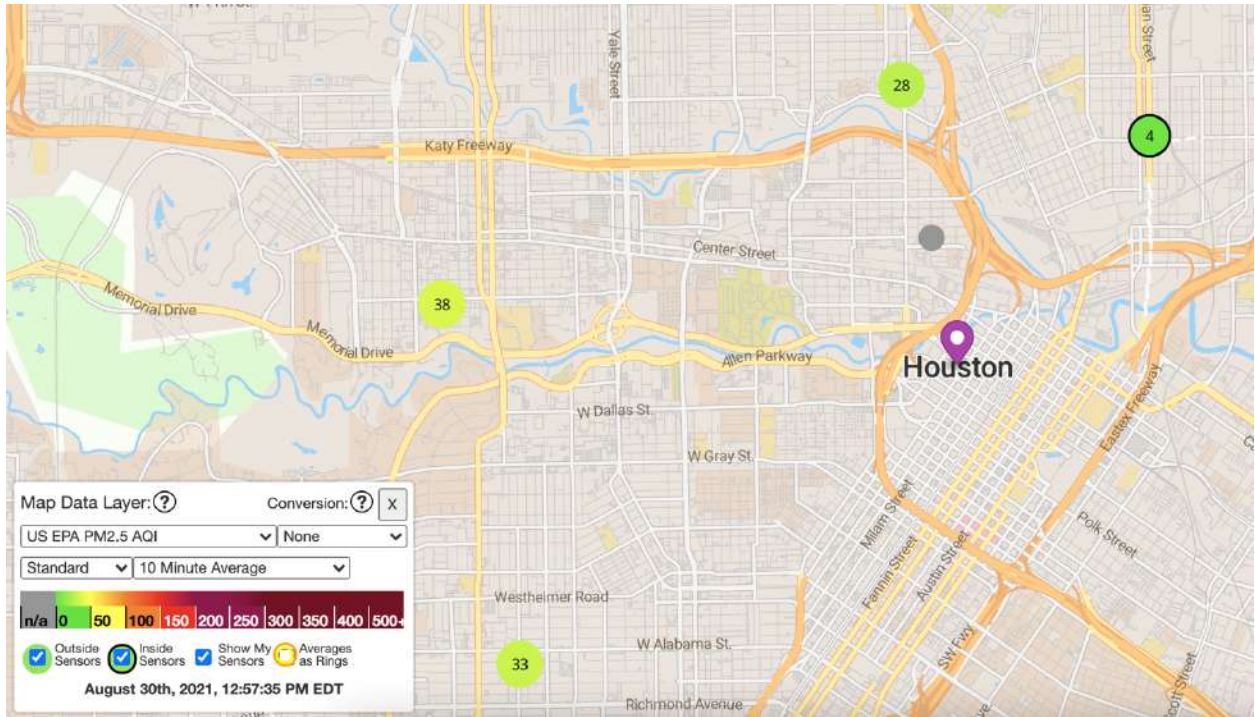 Yale Street
28
4
Katy Freeway
Center Street
Memorial Drive
38
Memorial Drive
Allen Parkway
Houston
W Dallas St.
W Gray St.
Eastex Freeway
Milam Street
Fannin Street
Austin Street
Polk Street
Westheimer Road
W Alabama St.
33
Richmond Avenue
SW Fwy
Map Data Layer: ?
Conversion: ? X
US EPA PM2.5 AQI
None
Standard
10 Minute Average
n/a 0 50 100 150 200 250 300 350 400 500+
Outside
Sensors
Inside
Sensors
Show My
Sensors
Averages
as Rings
August 30th, 2021, 12:57:35 PM EDT